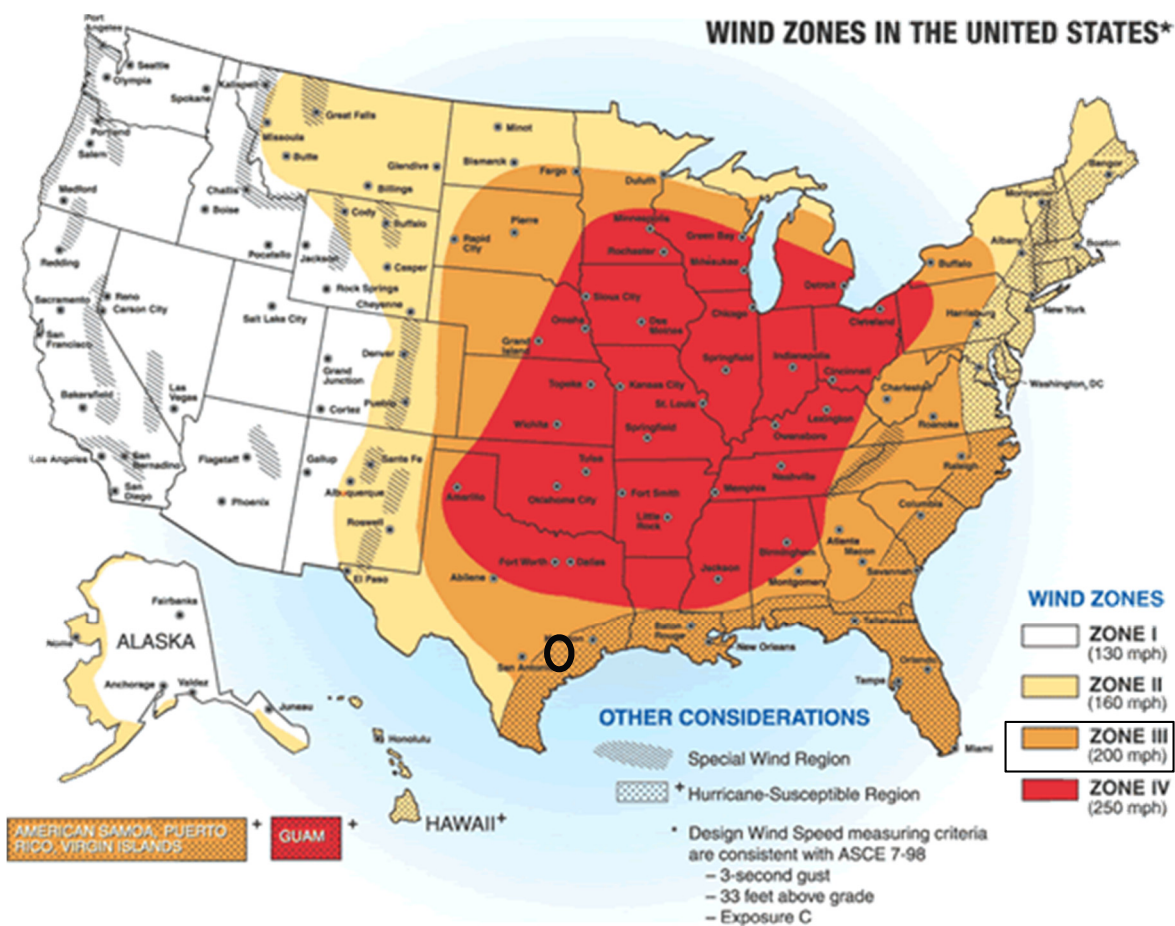 WIND ZONES IN THE UNITED STATES*
Port
Angeles
Seattle
Olympia
Spokane
Kalispell
Great Falls
Missoula
Butte
Glendive
Billings
Minot
Bismarck
Fargo
Duluth
Portland
Salem
Medford
Challis
Boise
Pocatello
Cody
Buffalo
Jackson
Casper
Rock Springs
Cheyenne
Pierre
Rapid
City
Minneapolis
Rochester
Green Bay
Milwaukee
Detroit
Chicago
Cleveland
Buffalo
Albany
Montpelier
Bangor
Boston
New York
Harrisburg
Washington, DC
Redding
Sacramento
San
Francisco
Reno
Carson City
Salt Lake City
Bakersfield
Las
Vegas
Los Angeles
San
Bernadino
San
Diego
Grand
Junction
Cortez
Denver
Pueblo
Flagstaff
Phoenix
Gallup
Sante Fe
Albuquerque
Roswell
El Paso
Sioux City
Omaha
Des
Moines
Grand
Island
Topeka
Kansas City
St. Louis
Springfield
Springfield
Indianapolis
Cincinnati
Lexington
Owensboro
Charleston
Roanoke
Raleigh
Wichita
Tulsa
Oklahoma City
Fort Smith
Little
Rock
Memphis
Nashville
Amarillo
Fort Worth
Dallas
Abilene
Jackson
Birmingham
Montgomery
Atlanta
Macon
Columbia
Savannah
San Antonio
Baton
Rouge
New Orleans
Orlando
Tampa
Miami
ALASKA
Fairbanks
Nome
Anchorage
Valdez
Juneau
Honolulu
HAWAII+
AMERICAN SAMOA, PUERTO
RICO, VIRGIN ISLANDS +
GUAM +
OTHER CONSIDERATIONS
Special Wind Region
+ Hurricane-Susceptible Region
* Design Wind Speed measuring criteria
are consistent with ASCE 7-98
– 3-second gust
– 33 feet above grade
– Exposure C
WIND ZONES
ZONE I
(130 mph)
ZONE II
(160 mph)
ZONE III
(200 mph)
ZONE IV
(250 mph)